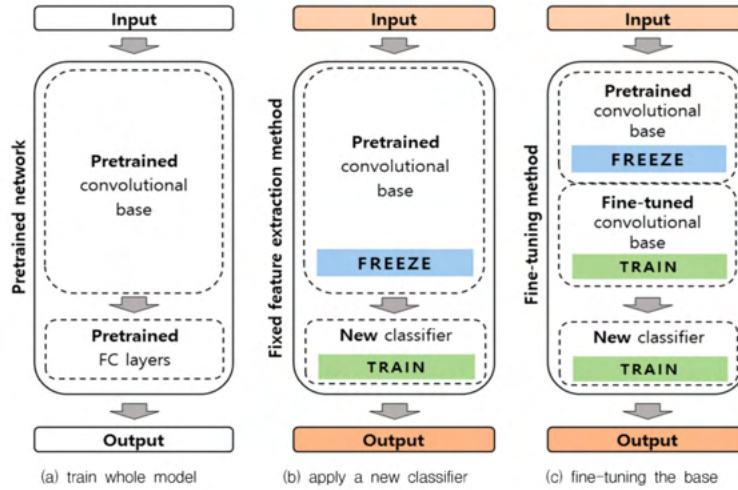 Input
Pretrained network
Pretrained
convolutional
base
Pretrained
FC layers
Output
(a) train whole model
Input
Fixed feature extraction method
Pretrained
convolutional
base
FREEZE
New classifier
TRAIN
Output
(b) apply a new classifier
Input
Fine-tuning method
Pretrained
convolutional
base
FREEZE
Fine-tuned
convolutional
base
TRAIN
New classifier
TRAIN
Output
(c) fine-tuning the base